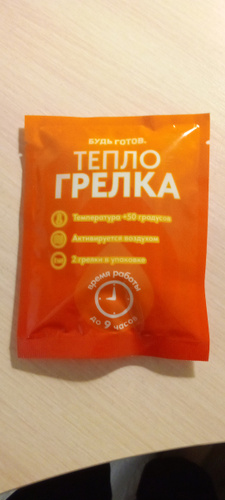 БУДЬ ГОТОВ.
ТЕПЛО
ГРЕЛКА
Температура +50 градусов
Активируется воздухом
2 грелки в упаковке
время работы
до 9 часов